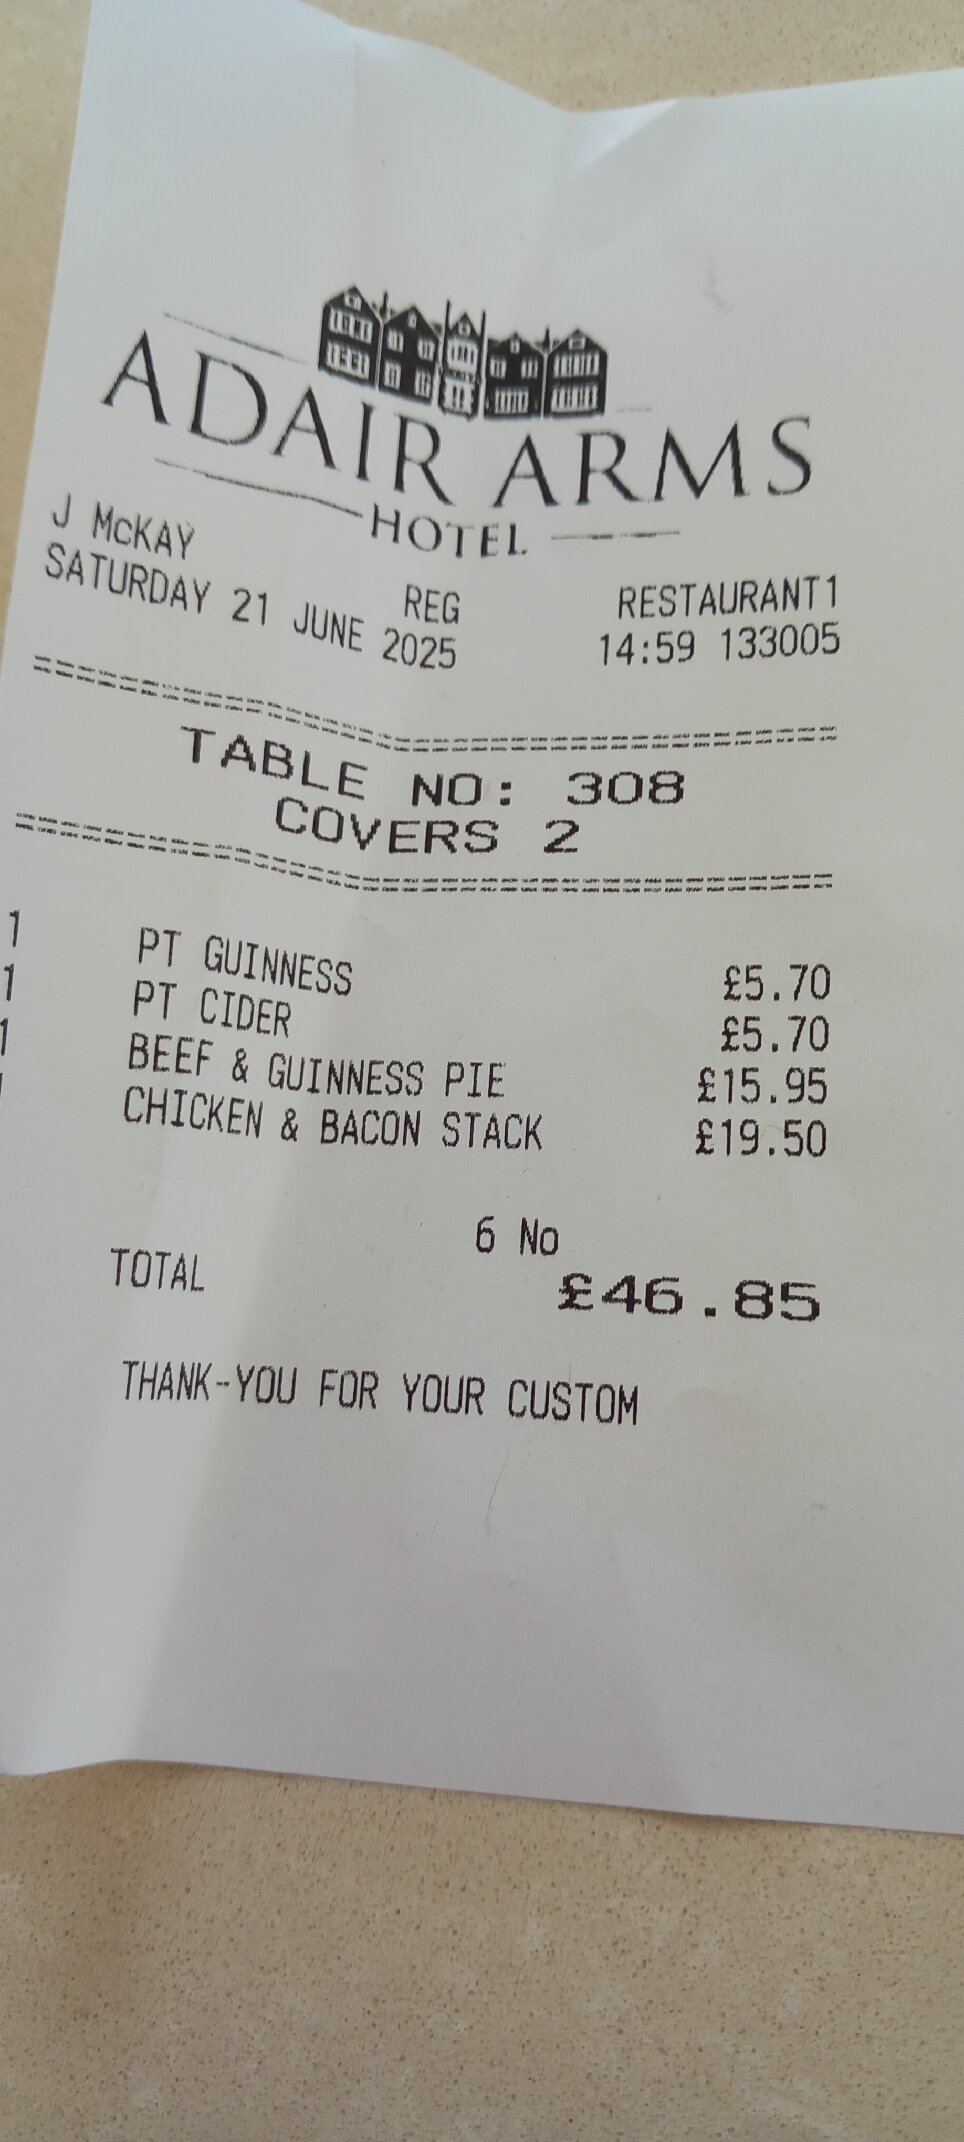 ADAIR ARMS
HOTEL
J McKAY
REG RESTAURANT1
SATURDAY 21 JUNE 2025 14:59 133005
TABLE NO: 308
COVERS 2
1 PT GUINNESS £5.70
1 PT CIDER £5.70
1 BEEF & GUINNESS PIE £15.95
CHICKEN & BACON STACK £19.50
6 No
TOTAL £46.85
THANK-YOU FOR YOUR CUSTOM